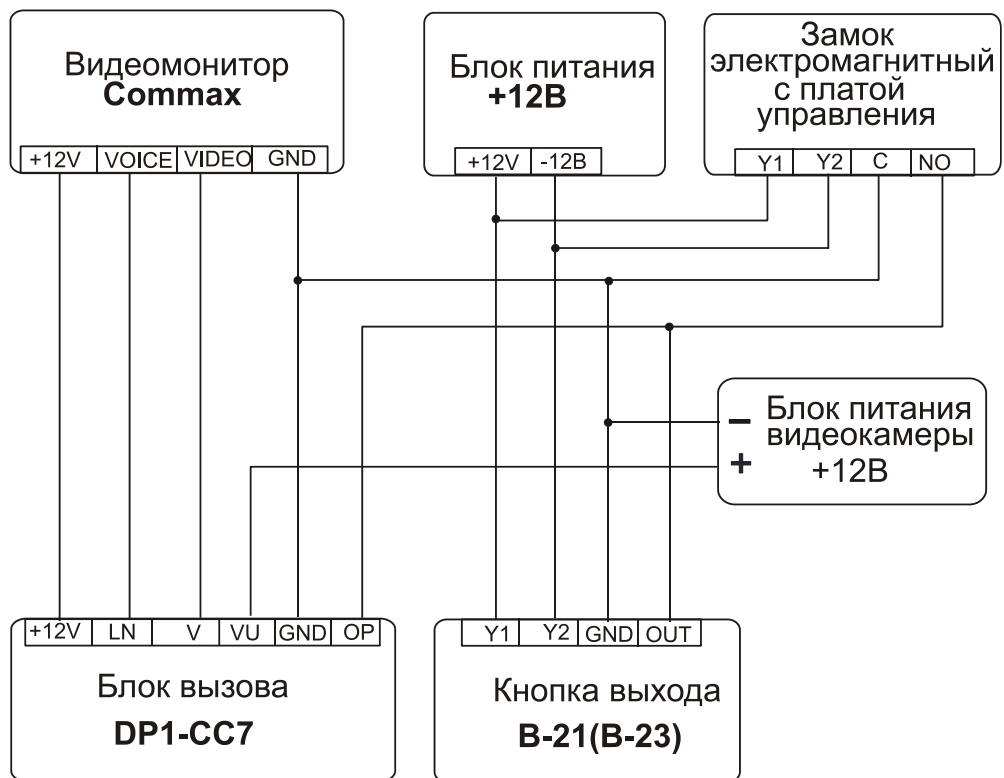 Видеомонитор
Commax
+12V VOICE VIDEO GND
Блок питания
+12В
+12V -12В
Замок
электромагнитный
с платой
управления
Y1 Y2 C NO
− Блок питания
видеокамеры
+ +12В
+12V LN V VU GND OP
Блок вызова
DP1-CC7
Y1 Y2 GND OUT
Кнопка выхода
B-21(B-23)